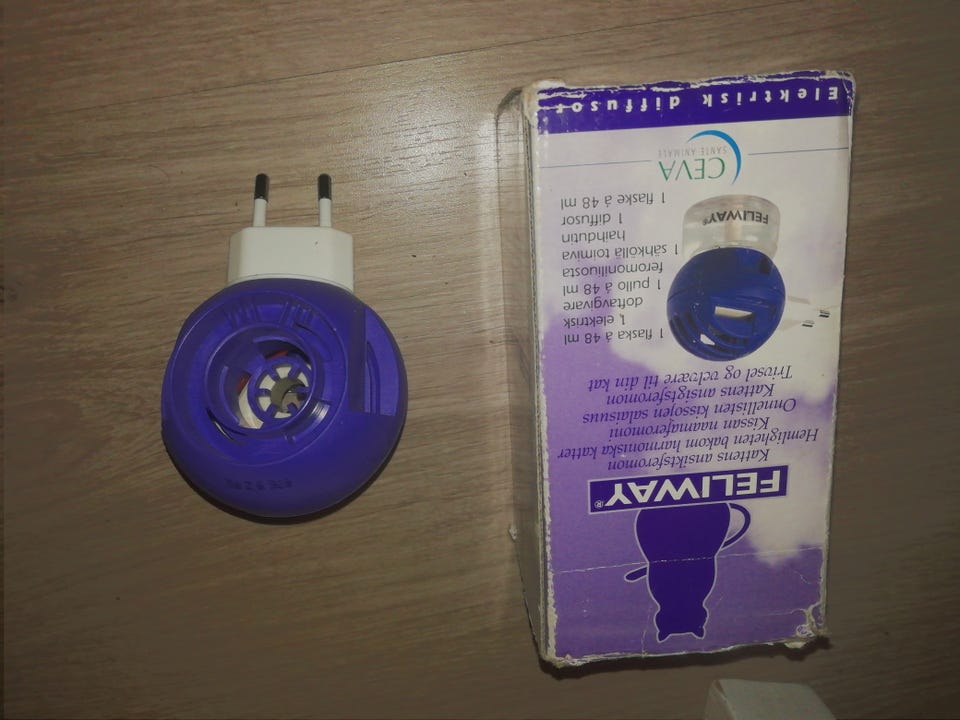 FELIWAY®
Kattens ansiktsferomon
Hemligheten bakom harmoniska katter
Kissan naamaferomoni
Onnellisten kissojen salaisuus
Kattens ansigtsferomon
Trivsel og velvære til din kat
1 flaska á 48 ml
1 elektrisk
doftavgivare
1 pullo á 48 ml
feromoniliuosta
1 sähköllä toimiva
haihdutin
1 flaske á 48 ml
1 diffusor
FELIWAY®
CEVA
SANTE ANIMALE
Elektrisk diffusor